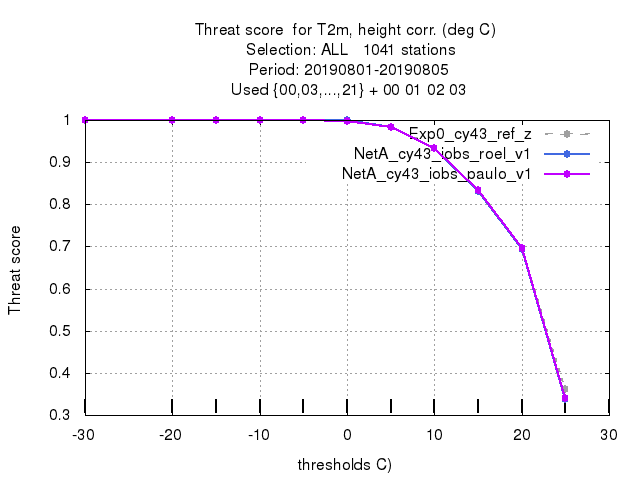 Threat score  for T2m, height corr. (deg C)
Selection: ALL   1041 stations
Period: 20190801-20190805
Used {00,03,...,21} + 00 01 02 03
Exp0_cy43_ref_z
NetA_cy43_iobs_roel_v1
NetA_cy43_iobs_paulo_v1
1
0.9
0.8
0.7
0.6
0.5
0.4
0.3
Threat score
-30 -20 -10 0 10 20 30
thresholds C)